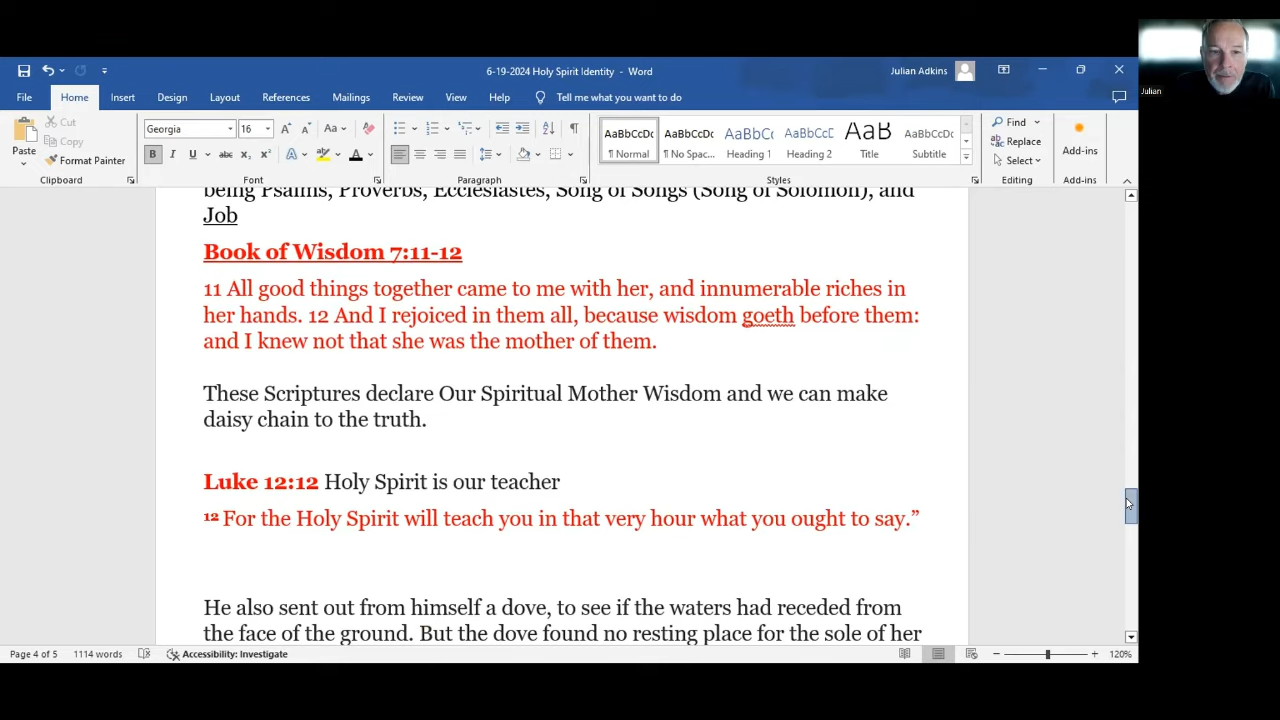 6-19-2024 Holy Spirit Identity - Word
Julian Adkins
Julian
File Home Insert Design Layout References Mailings Review View Help Tell me what you want to do
Paste
Cut
Copy
Format Painter
Clipboard
Georgia 16
Font
Paragraph
AaBbCcDc AaBbCcDc AaBbCc AaBbCcE AaB AaBbCcDc
¶ Normal ¶ No Spac... Heading 1 Heading 2 Title Subtitle
Styles
Find
Replace
Select
Editing
Add-ins
Add-ins
being Psalms, Proverbs, Ecclesiastes, Song of Songs (Song of Solomon), and
Job
Book of Wisdom 7:11-12
11 All good things together came to me with her, and innumerable riches in
her hands. 12 And I rejoiced in them all, because wisdom goeth before them:
and I knew not that she was the mother of them.
These Scriptures declare Our Spiritual Mother Wisdom and we can make
daisy chain to the truth.
Luke 12:12 Holy Spirit is our teacher
12 For the Holy Spirit will teach you in that very hour what you ought to say.”
He also sent out from himself a dove, to see if the waters had receded from
the face of the ground. But the dove found no resting place for the sole of her
Page 4 of 5 1114 words Accessibility: Investigate 120%